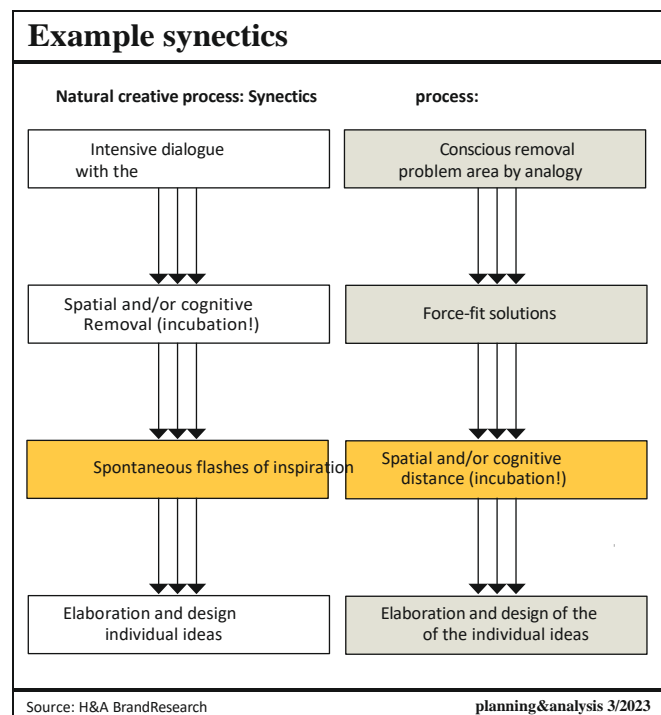 Example synectics
Natural creative process: Synectics process:
Intensive dialogue
with the
Conscious removal
problem area by analogy
Spatial and/or cognitive
Removal (incubation!)
Force-fit solutions
Spontaneous flashes of inspiration
Spatial and/or cognitive
distance (incubation!)
Elaboration and design
individual ideas
Elaboration and design of the
of the individual ideas
Source: H&A BrandResearch
planning&analysis 3/2023